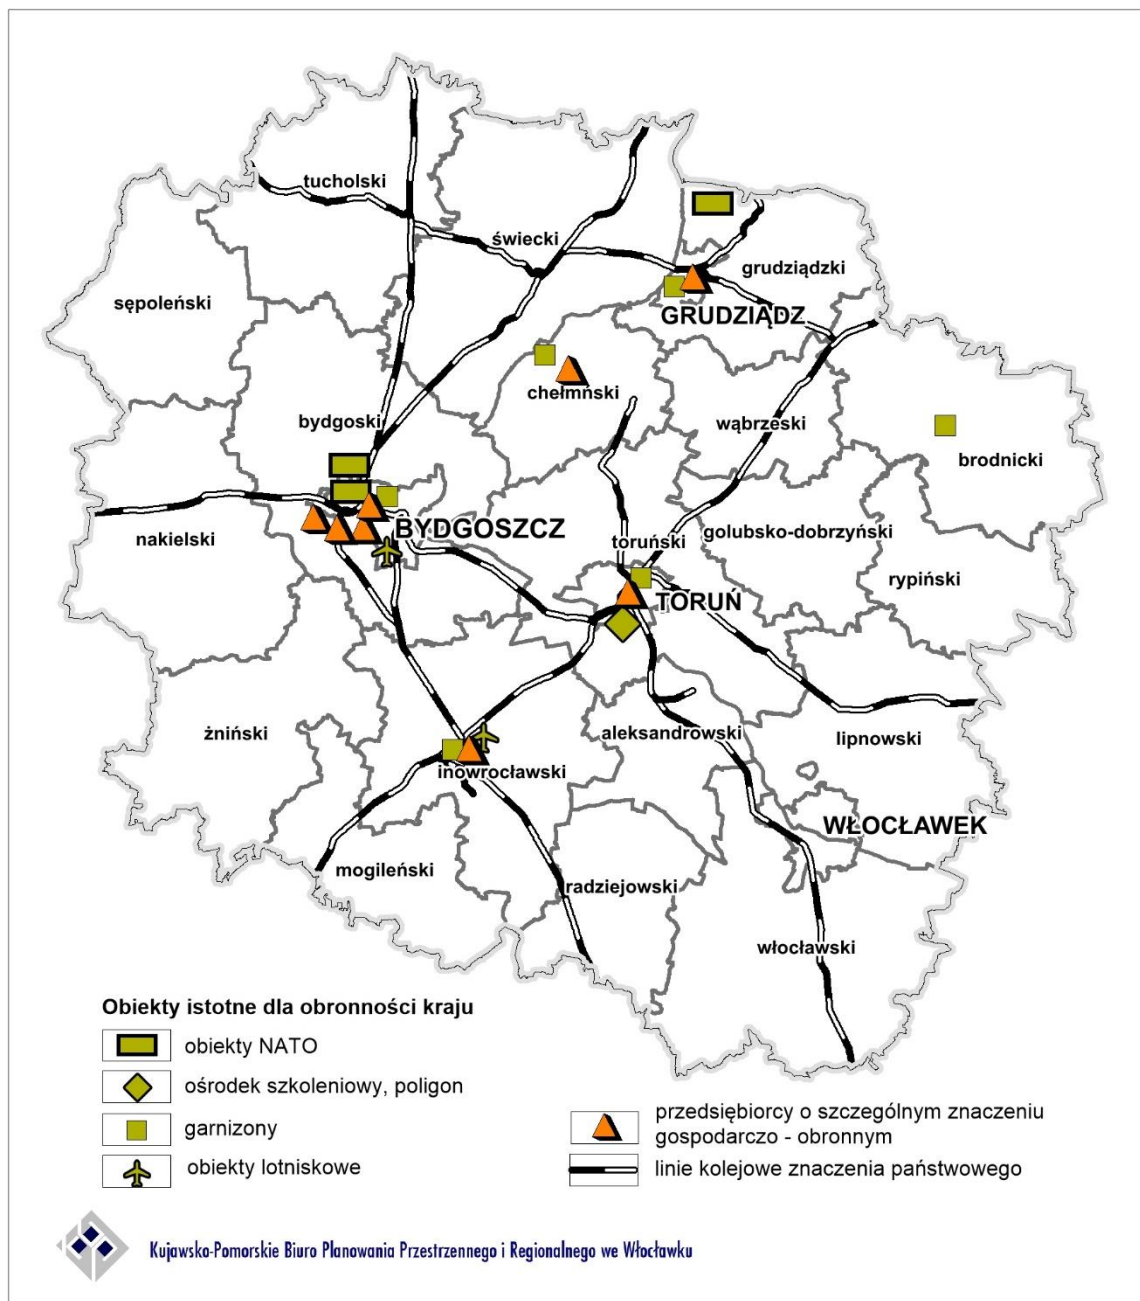 tucholski
świecki
grudziądzki
sępoleński
GRUDZIĄDZ
chełmński
bydgoski
wąbrzeski
brodnicki
BYDGOSZCZ
nakielski
toruński
golubsko-dobrzyński
rypiński
TORUŃ
żniński
aleksandrowski
lipnowski
inowrocławski
WŁOCŁAWEK
mogileński
radziejowski
włocławski
Obiekty istotne dla obronności kraju
obiekty NATO
ośrodek szkoleniowy, poligon
garnizony
obiekty lotniskowe
przedsiębiorcy o szczególnym znaczeniu
gospodarczo - obronnym
linie kolejowe znaczenia państwowego
Kujawsko-Pomorskie Biuro Planowania Przestrzennego i Regionalnego we Włocławku